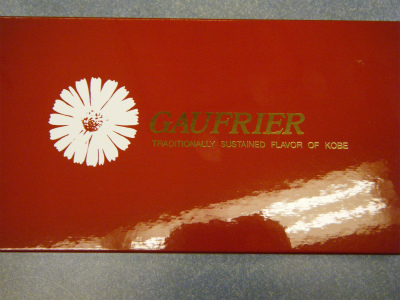 GAUFRIER
TRADITIONALLY SUSTAINED FLAVOR OF KOBE